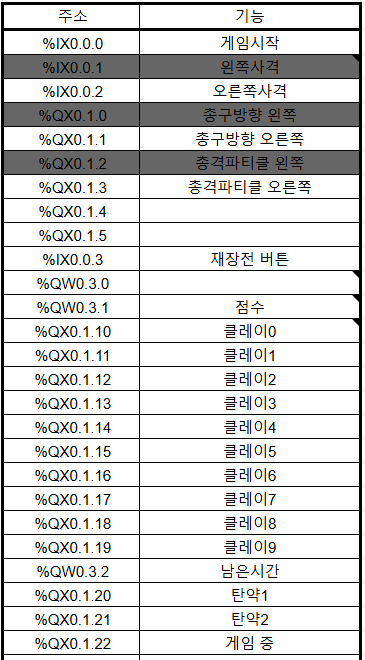 주소 기능
%IX0.0.0 게임시작
%IX0.0.1 왼쪽사격
%IX0.0.2 오른쪽사격
%QX0.1.0 총구방향 왼쪽
%QX0.1.1 총구방향 오른쪽
%QX0.1.2 총격파티클 왼쪽
%QX0.1.3 총격파티클 오른쪽
%QX0.1.4
%QX0.1.5
%IX0.0.3 재장전 버튼
%QW0.3.0
%QW0.3.1 점수
%QX0.1.10 클레이0
%QX0.1.11 클레이1
%QX0.1.12 클레이2
%QX0.1.13 클레이3
%QX0.1.14 클레이4
%QX0.1.15 클레이5
%QX0.1.16 클레이6
%QX0.1.17 클레이7
%QX0.1.18 클레이8
%QX0.1.19 클레이9
%QW0.3.2 남은시간
%QX0.1.20 탄약1
%QX0.1.21 탄약2
%QX0.1.22 게임 중